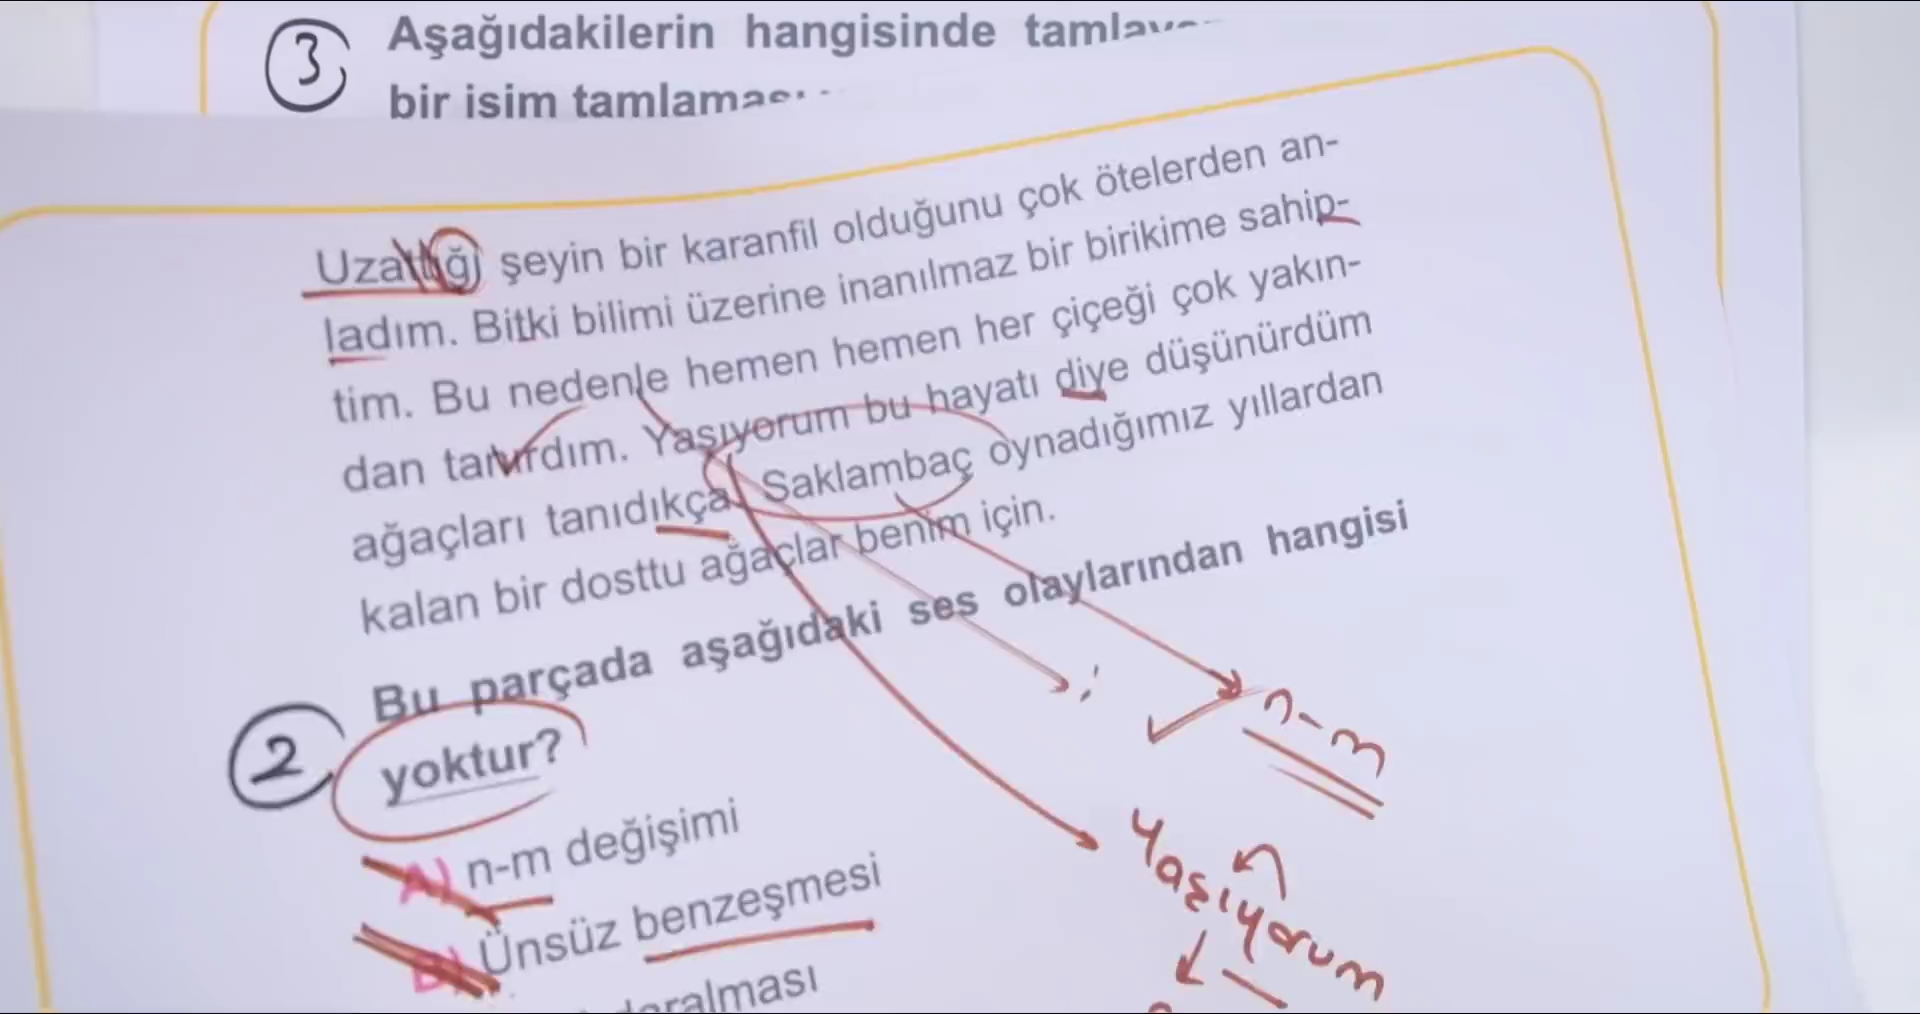 3 Aşağıdakilerin hangisinde
bir isim
Uzattığı şeyin bir karanfil olduğunu çok ötelerden an-
ladım. Bitki bilimi üzerine inanılmaz bir birikime sahip-
tim. Bu nedenle hemen hemen her çiçeği çok yakın-
dan tanırdım. Yaşıyorum bu hayatı diye düşünürdüm
ağaçları tanıdıkça. Saklambaç oynadığımız yıllardan
kalan bir dosttu ağaçlar benim için.
Bu parçada aşağıdaki ses olaylarından hangisi
2 yoktur?
n-m
A) n-m değişimi
Yaşıyorum
B) Ünsüz benzeşmesi
daralması